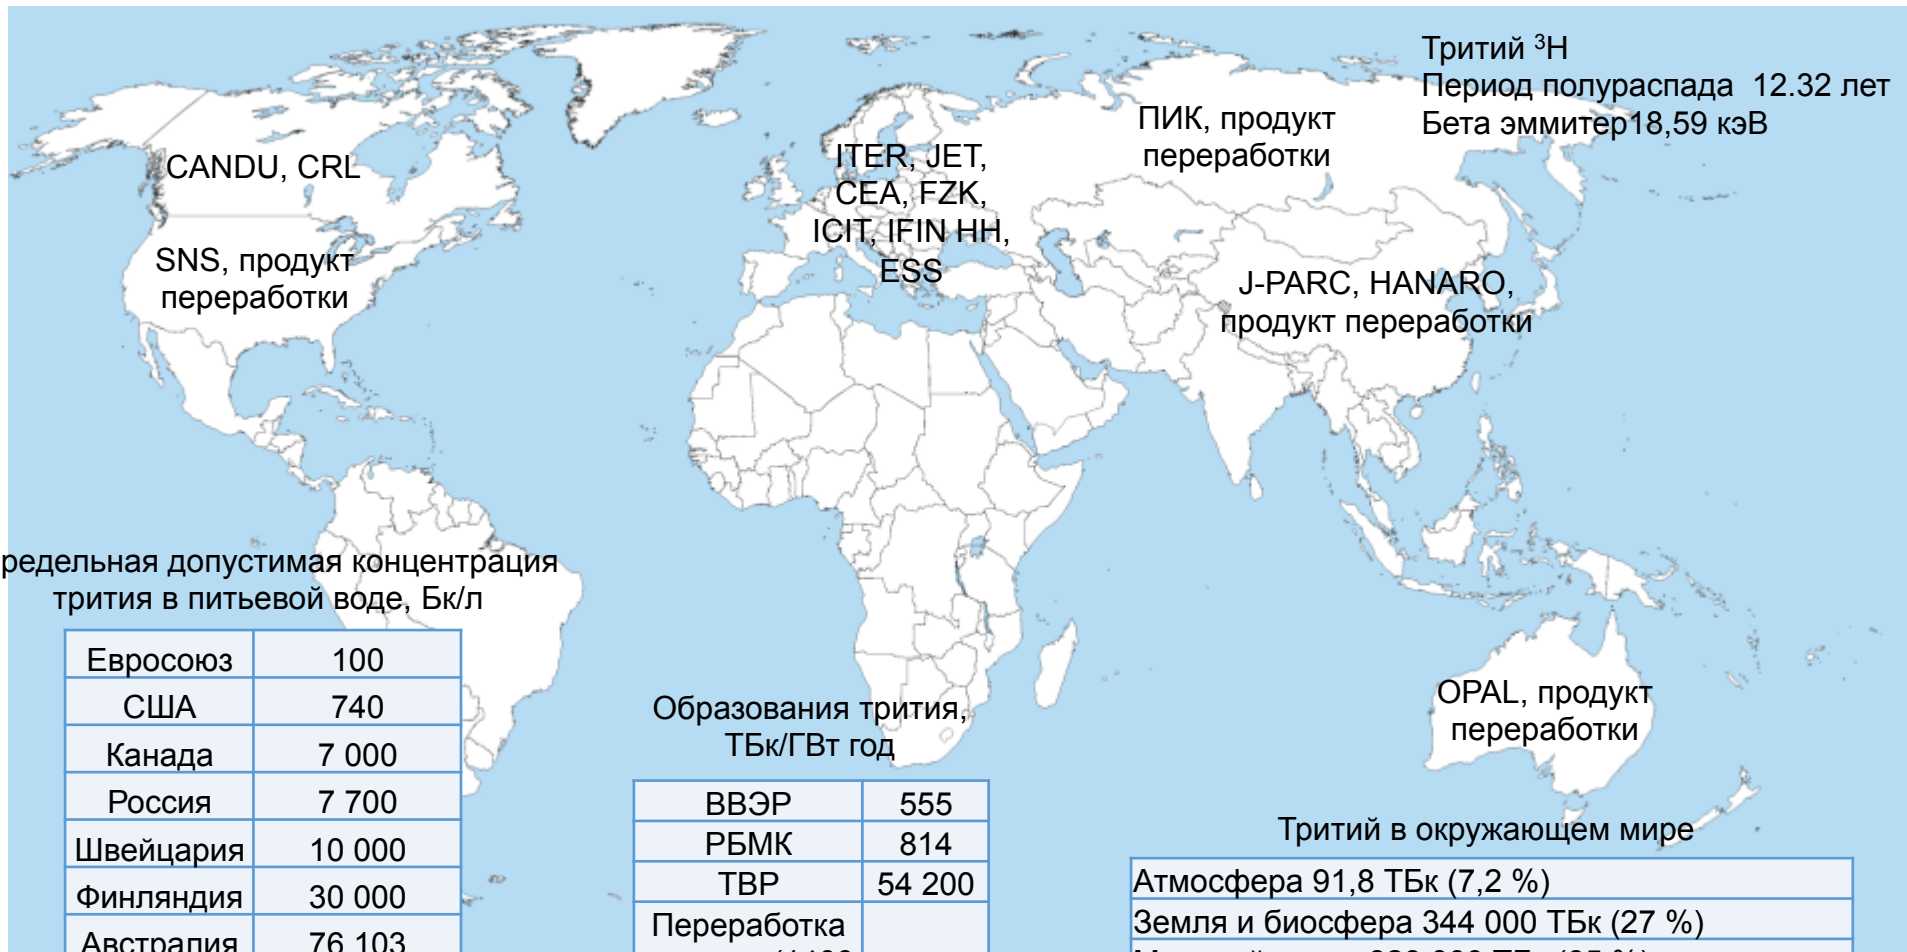 Тритий ³H
Период полураспада 12.32 лет
Бета эммитер18,59 кэВ
ПИК, продукт
переработки
CANDU, CRL
ITER, JET,
CEA, FZK,
ICIT, IFIN HH,
ESS
SNS, продукт
переработки
J-PARC, HANARO,
продукт переработки
редельная допустимая концентрация
трития в питьевой воде, Бк/л
Евросоюз 100
США 740
Канада 7 000
Россия 7 700
Швейцария 10 000
Финляндия 30 000
Австралия 76 103
Образования трития,
ТБк/ГВт год
ВВЭР 555
РБМК 814
ТВР 54 200
Переработка
OPAL, продукт
переработки
Тритий в окружающем мире
Атмосфера 91,8 ТБк (7,2 %)
Земля и биосфера 344 000 ТБк (27 %)